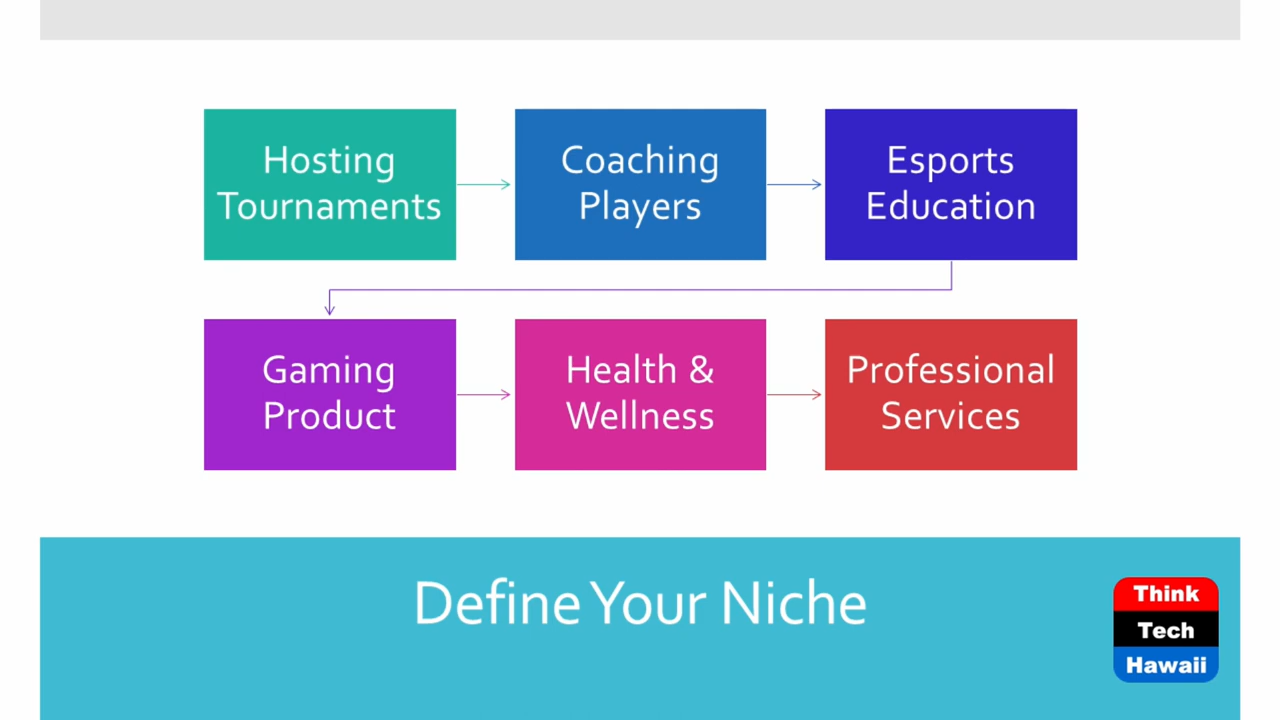 Hosting
Tournaments
Coaching
Players
Esports
Education
Gaming
Product
Health &
Wellness
Professional
Services
Define Your Niche
Think
Tech
Hawaii